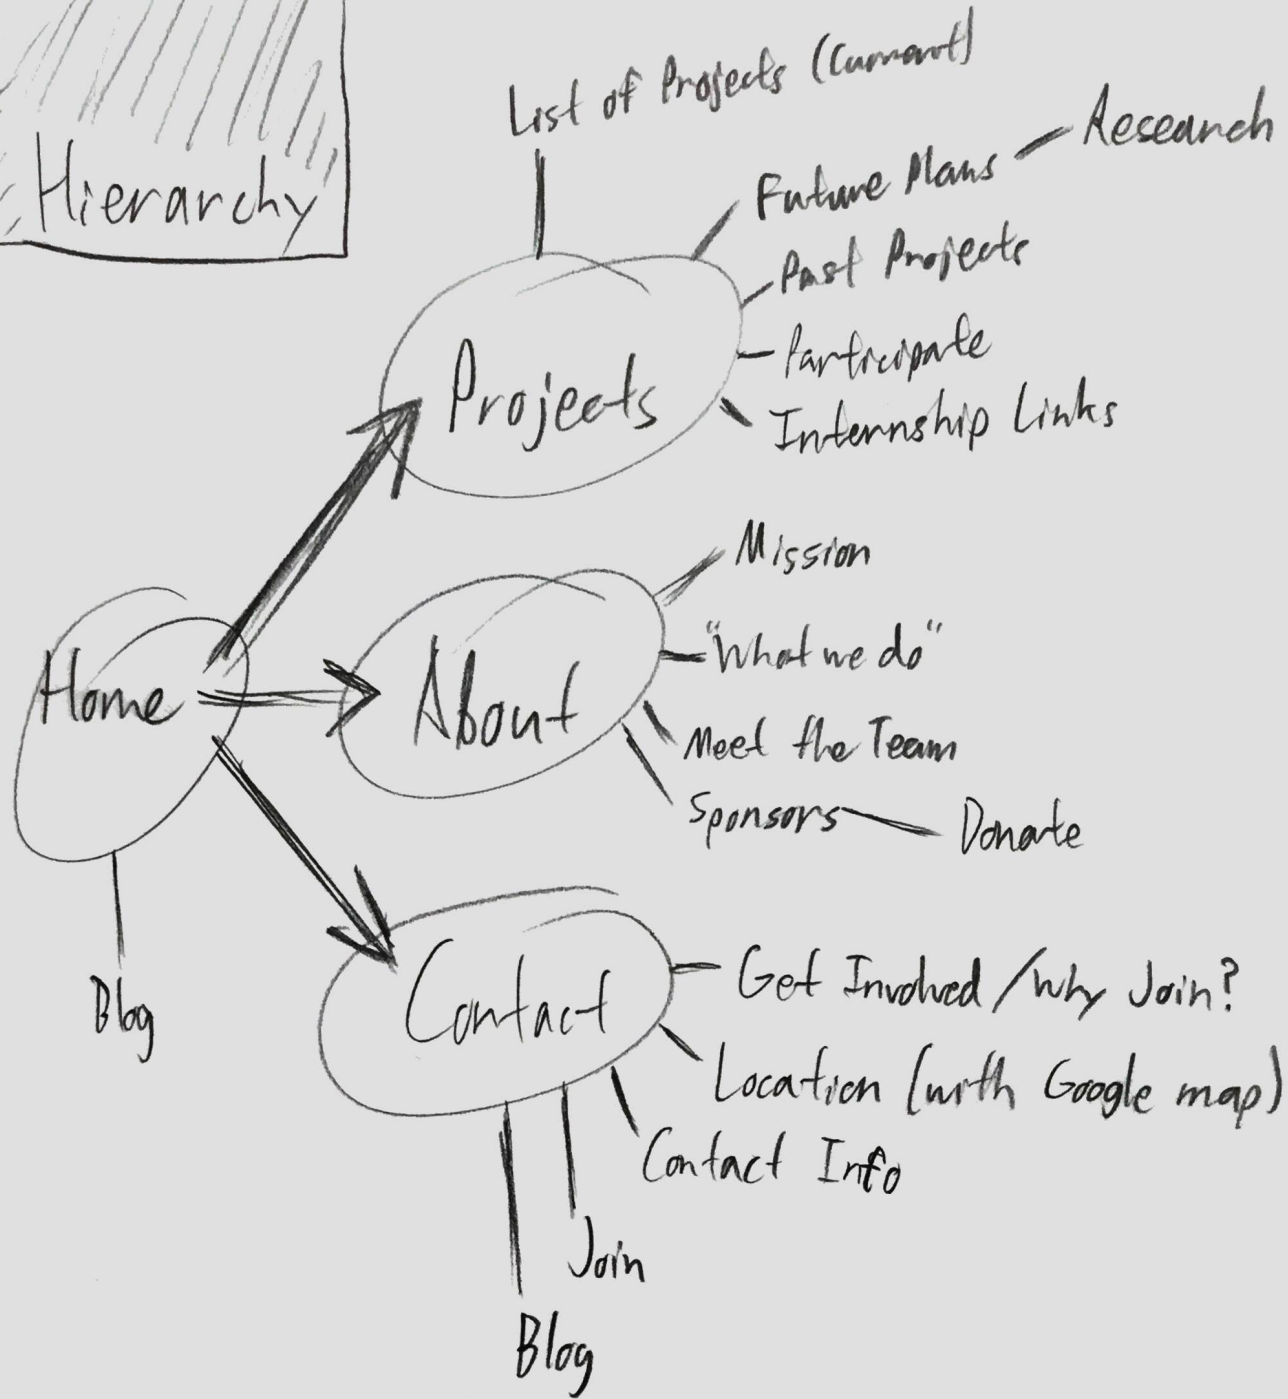 Hierarchy
List of Projects (Current)
Future Plans
Research
Past Projects
Participate
Internship Links
Projects
Mission
"What we do"
Meet the Team
Sponsors
Donate
About
Home
Blog
Contact
Get Involved / Why Join?
Location (with Google map)
Contact Info
Join
Blog